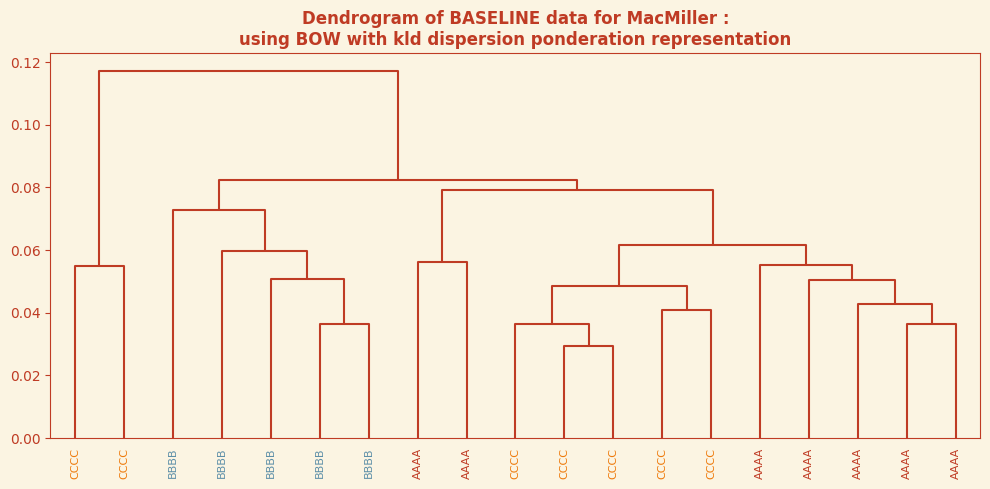 Dendrogram of BASELINE data for MacMiller :
using BOW with kld dispersion ponderation representation
0.12
0.10
0.08
0.06
0.04
0.02
0.00
CCCC
CCCC
BBBB
BBBB
BBBB
BBBB
BBBB
AAAA
AAAA
CCCC
CCCC
CCCC
CCCC
CCCC
AAAA
AAAA
AAAA
AAAA
AAAA